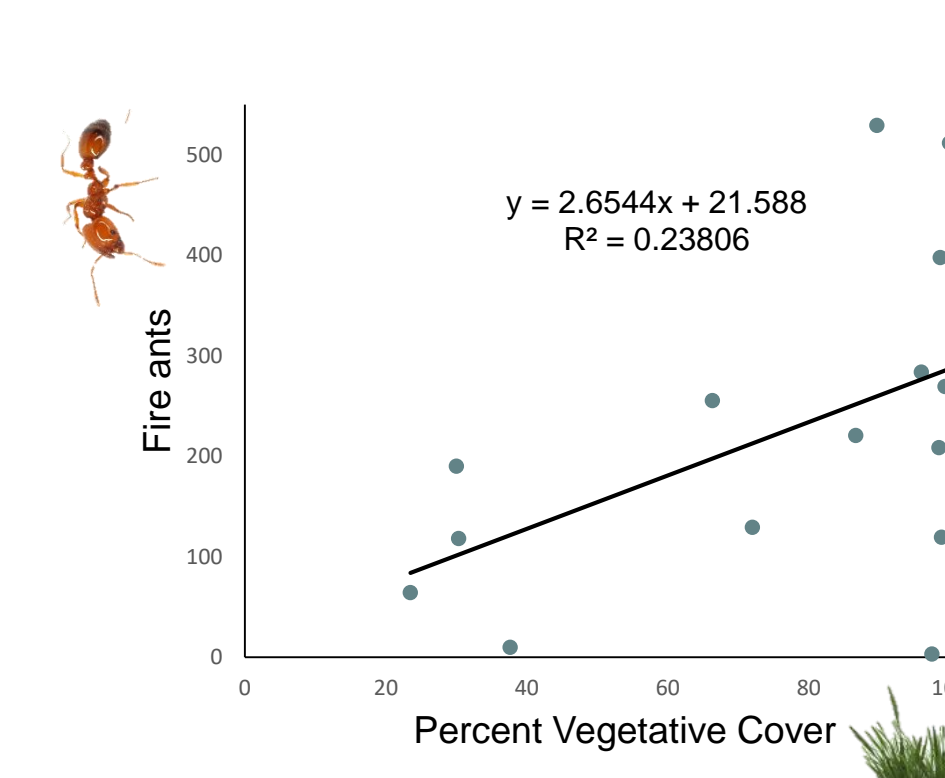 500
y = 2.6544x + 21.588
R² = 0.23806
400
Fire ants
300
200
100
0
0 20 40 60 80
Percent Vegetative Cover